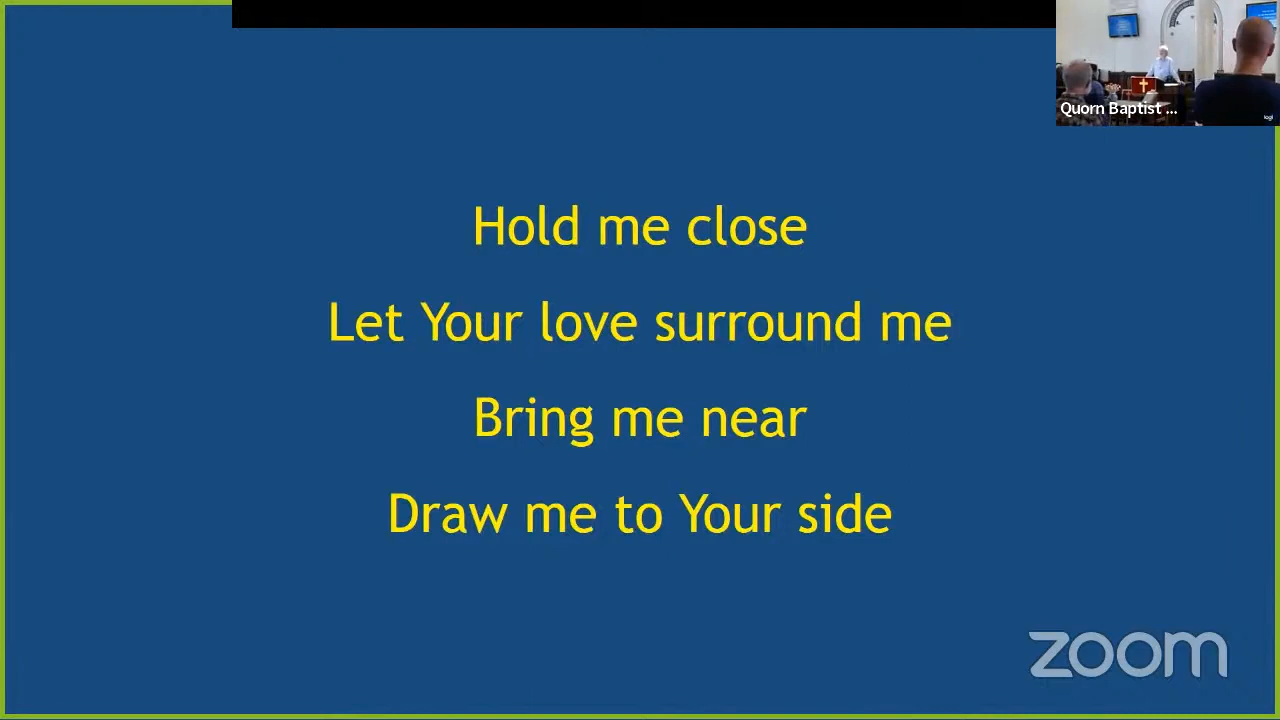 Quorn Baptist ...
Hold me close
Let Your love surround me
Bring me near
Draw me to Your side
zoom